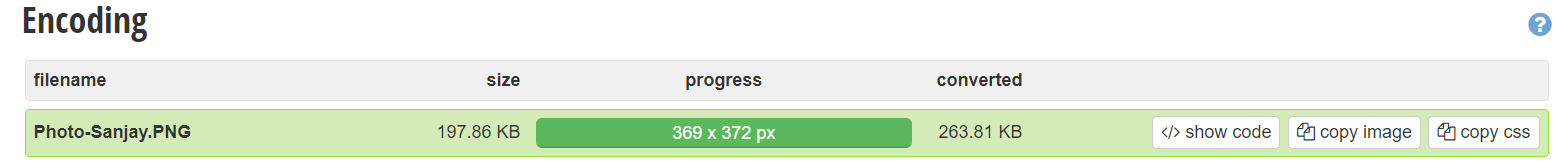 Encoding
?
filename size progress converted
Photo-Sanjay.PNG 197.86 KB 369 x 372 px 263.81 KB </> show code copy image copy css